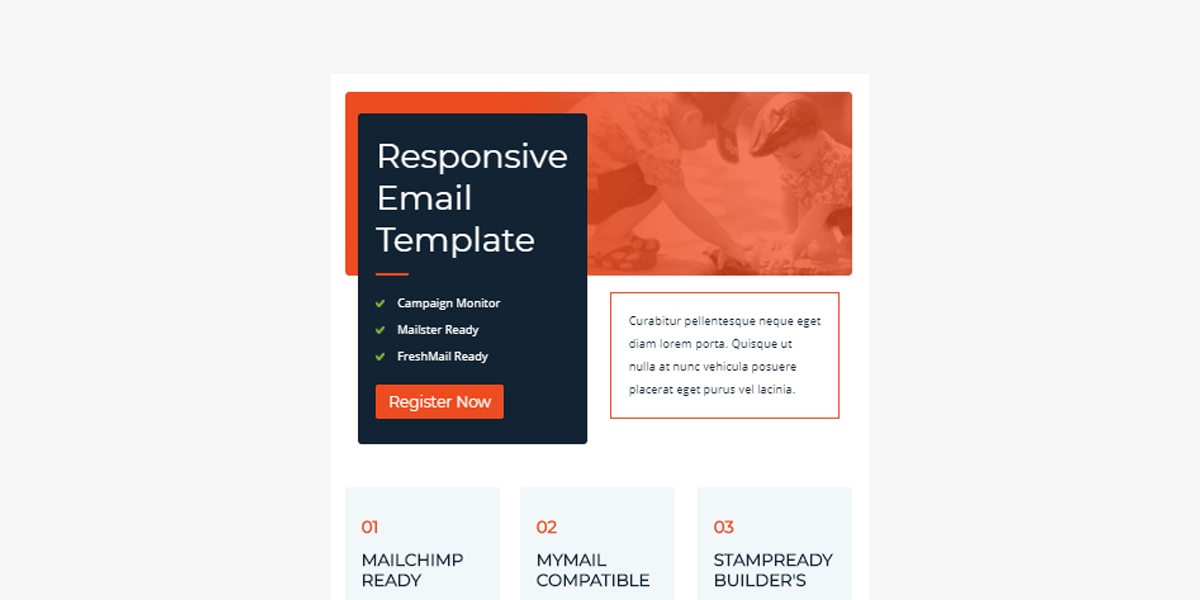 Responsive
Email
Template
Campaign Monitor
Mailster Ready
FreshMail Ready
Register Now
Curabitur pellentesque neque eget
diam lorem porta. Quisque ut
nulla at nunc vehicula posuere
placerat eget purus vel lacinia.
01
MAILCHIMP
READY
02
MYMAIL
COMPATIBLE
03
STAMPREADY
BUILDER'S